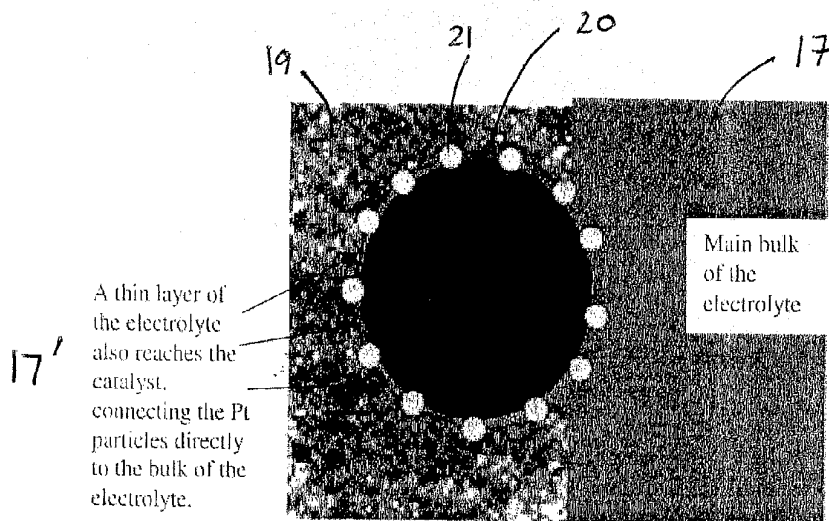 19
21
20
17
Main bulk
of the
electrolyte
17'
A thin layer of
the electrolyte
also reaches the
catalyst,
connecting the Pt
particles directly
to the bulk of the
electrolyte.